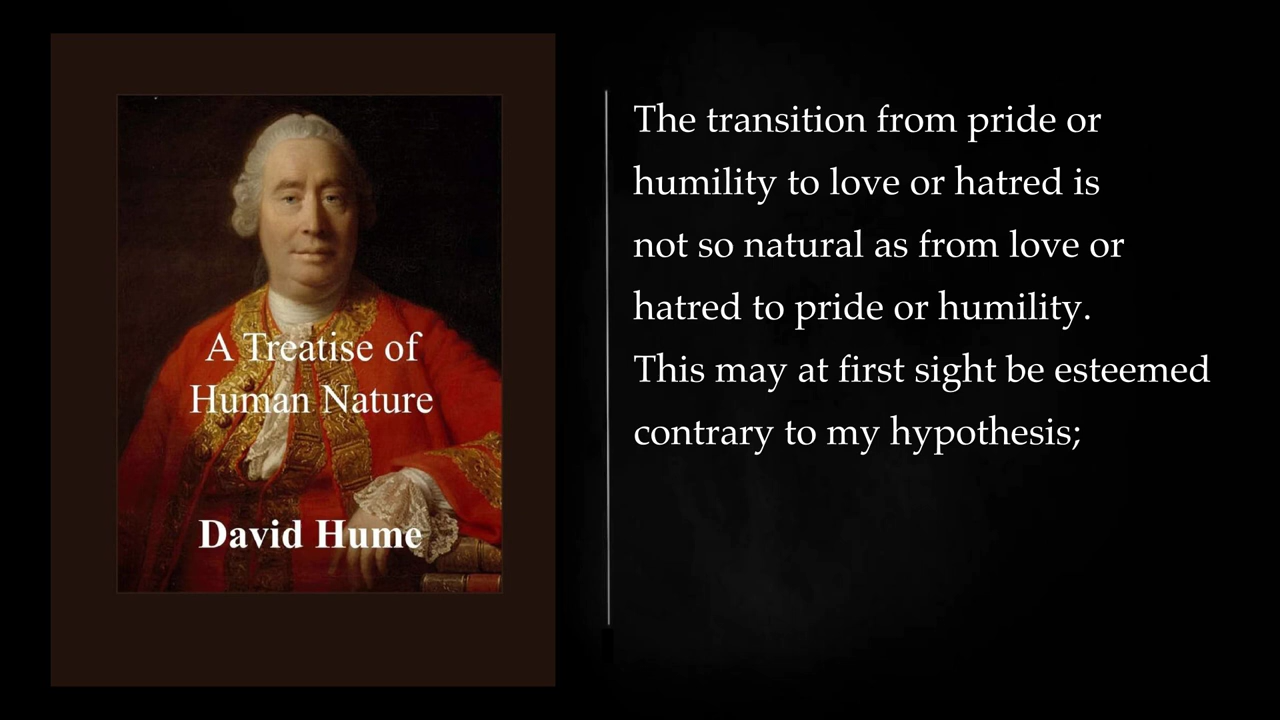 A Treatise of
Human Nature
David Hume
The transition from pride or
humility to love or hatred is
not so natural as from love or
hatred to pride or humility.
This may at first sight be esteemed
contrary to my hypothesis;